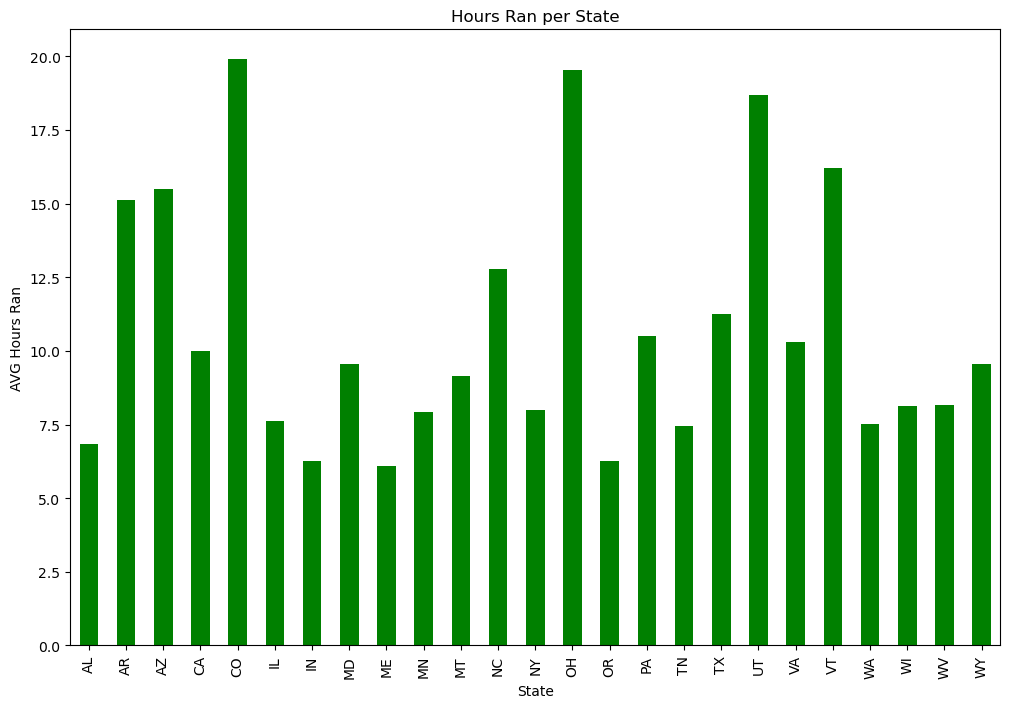 Hours Ran per State
AVG Hours Ran
20.0
17.5
15.0
12.5
10.0
7.5
5.0
2.5
0.0
AL AR AZ CA CO IL IN MD ME MN MT NC NY OH OR PA TN TX UT VA VT WA WI WV WY
State